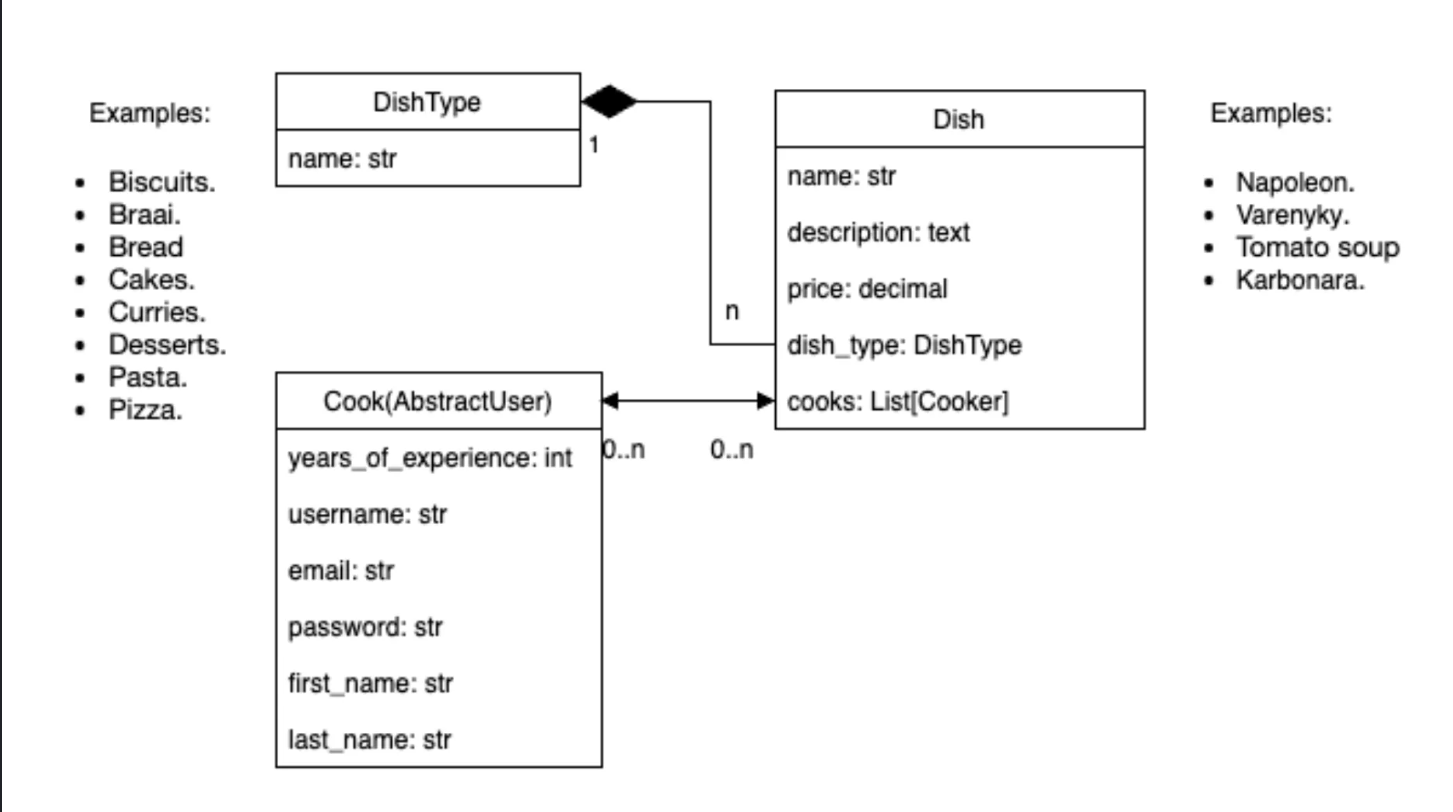 Examples:
• Biscuits.
• Braai.
• Bread
• Cakes.
• Curries.
• Desserts.
• Pasta.
• Pizza.
DishType
name: str
1
n
Dish
name: str
description: text
price: decimal
dish_type: DishType
cooks: List[Cooker]
Examples:
• Napoleon.
• Varenyky.
• Tomato soup
• Karbonara.
Cook(AbstractUser)
0..n
0..n
years_of_experience: int
username: str
email: str
password: str
first_name: str
last_name: str